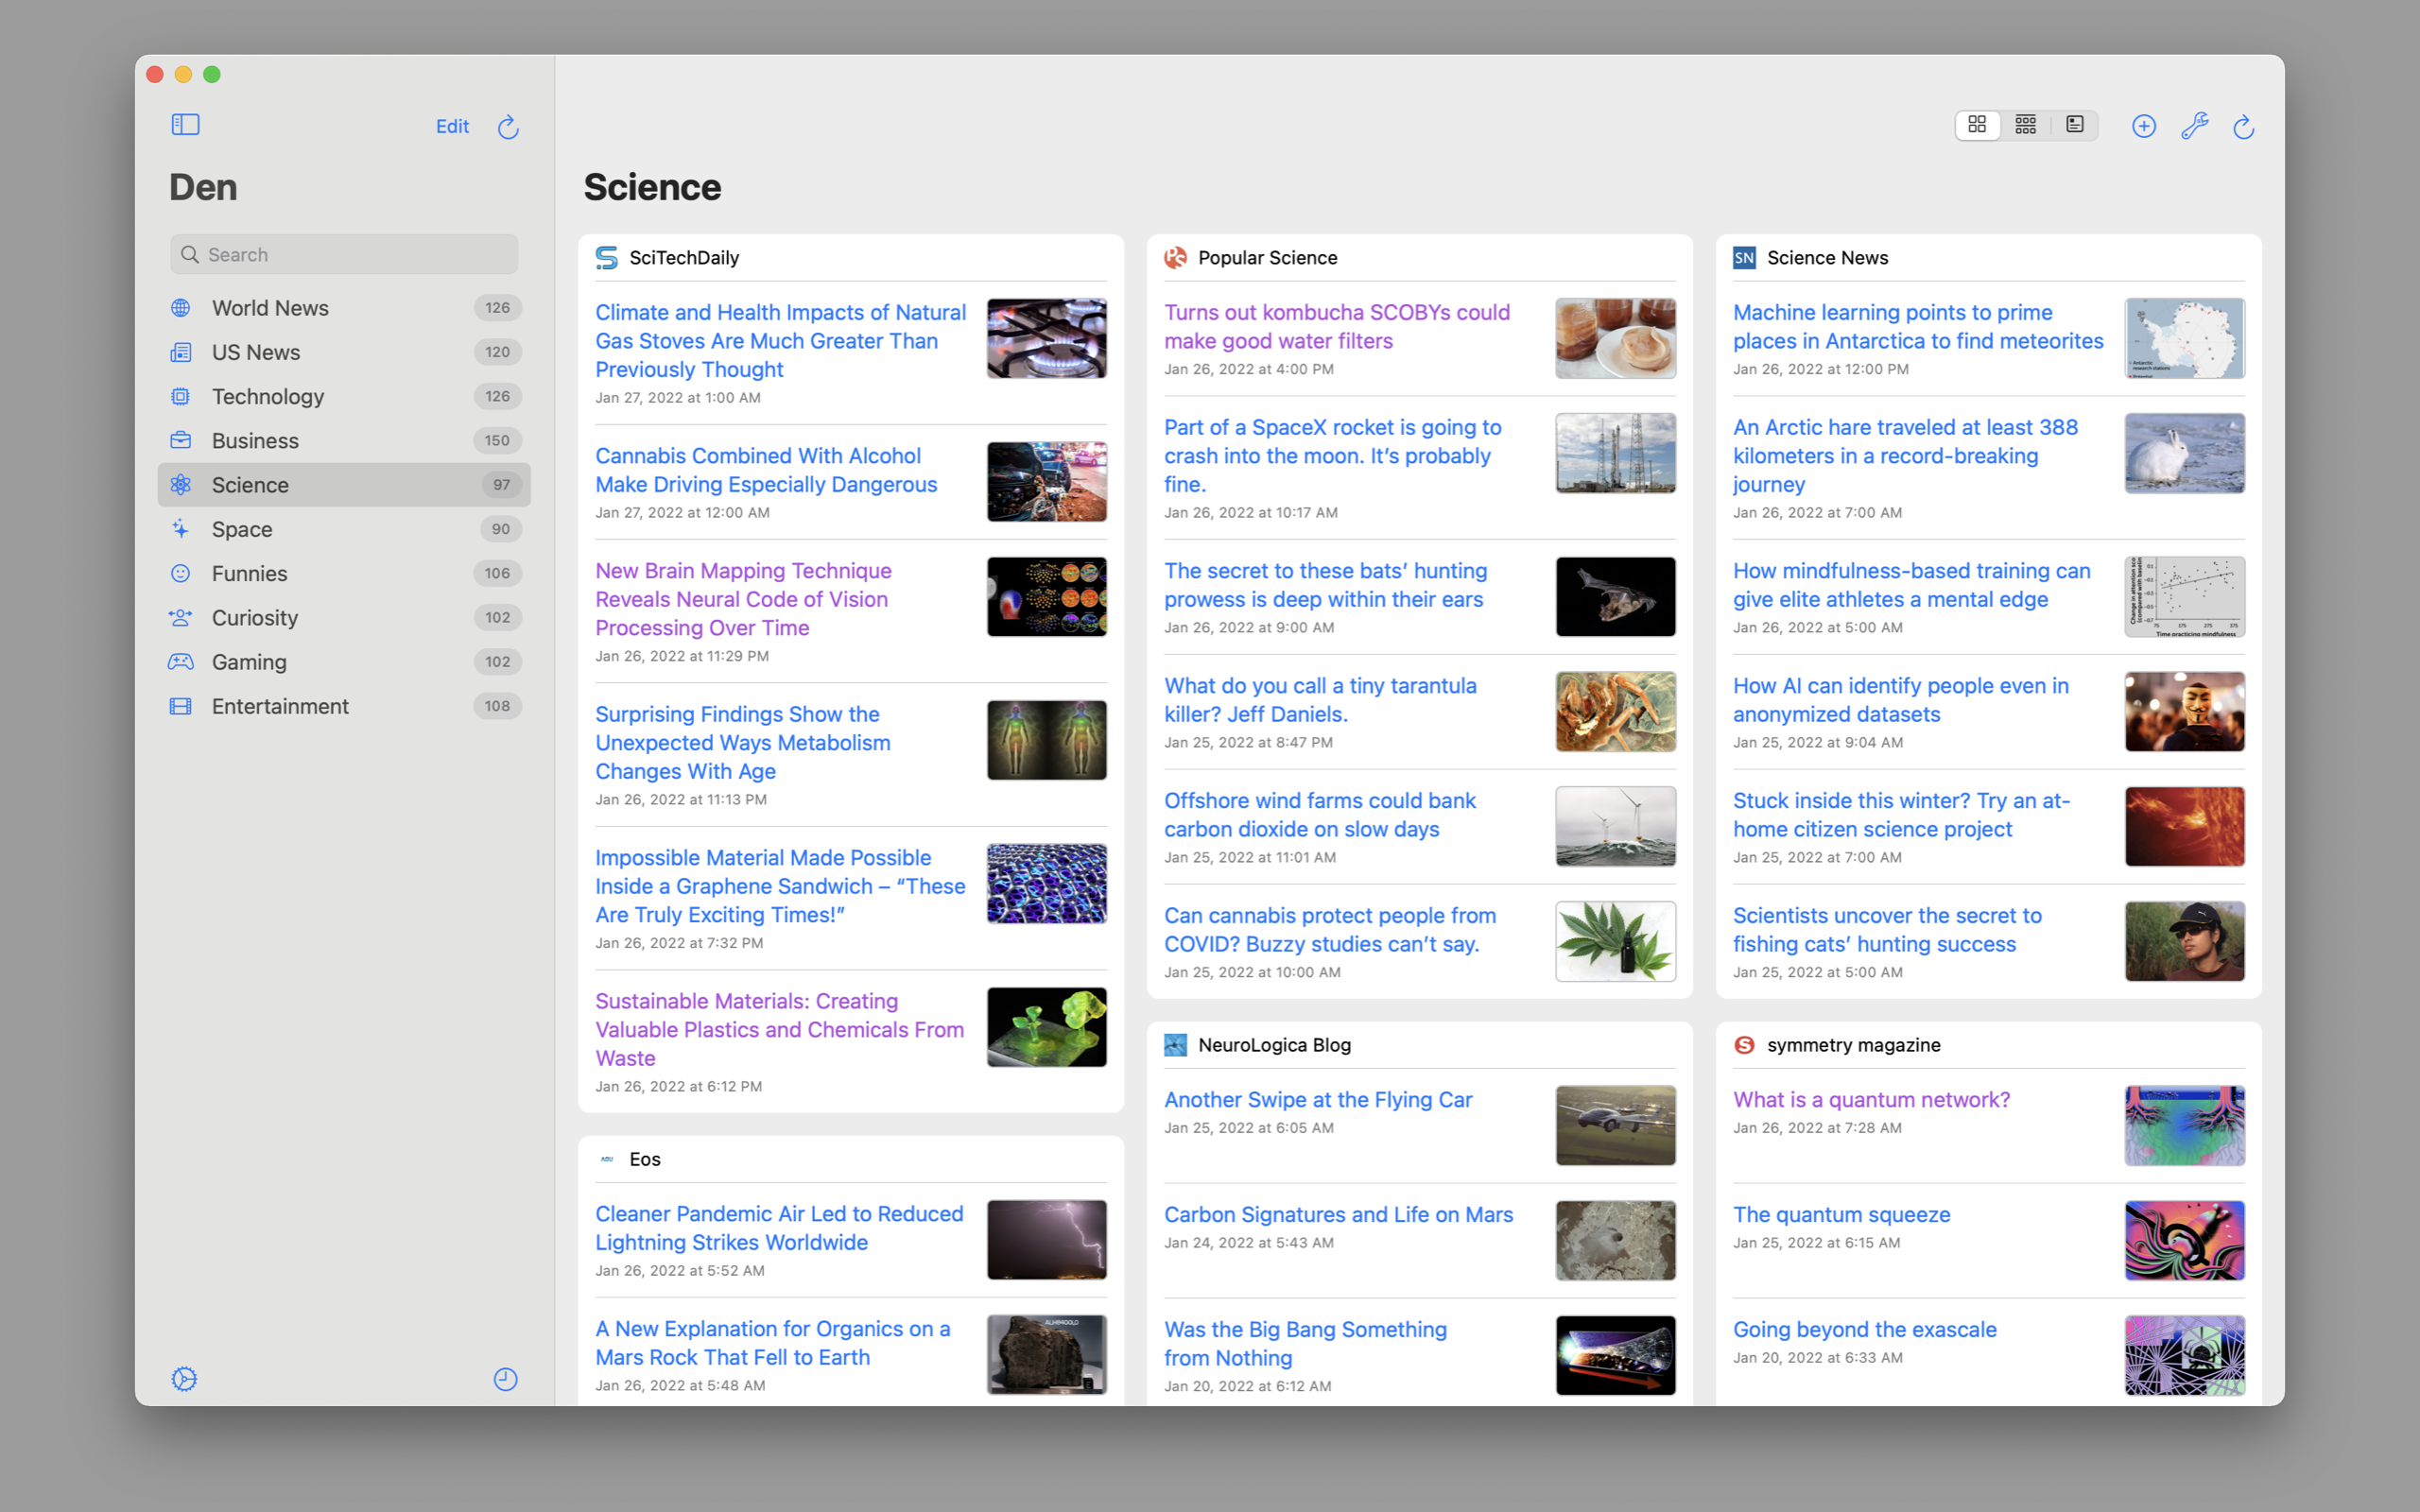 Edit
Den
Search
World News 126
US News 120
Technology 126
Business 150
Science 97
Space 90
Funnies 106
Curiosity 102
Gaming 102
Entertainment 108
Science
SciTechDaily
Climate and Health Impacts of Natural
Gas Stoves Are Much Greater Than
Previously Thought
Jan 27, 2022 at 1:00 AM
Cannabis Combined With Alcohol
Make Driving Especially Dangerous
Jan 27, 2022 at 12:00 AM
New Brain Mapping Technique
Reveals Neural Code of Vision
Processing Over Time
Jan 26, 2022 at 11:29 PM
Surprising Findings Show the
Unexpected Ways Metabolism
Changes With Age
Jan 26, 2022 at 11:13 PM
Impossible Material Made Possible
Inside a Graphene Sandwich – “These
Are Truly Exciting Times!”
Jan 26, 2022 at 7:32 PM
Sustainable Materials: Creating
Valuable Plastics and Chemicals From
Waste
Jan 26, 2022 at 6:12 PM
Eos
Cleaner Pandemic Air Led to Reduced
Lightning Strikes Worldwide
Jan 26, 2022 at 5:52 AM
A New Explanation for Organics on a
Mars Rock That Fell to Earth
Jan 26, 2022 at 5:48 AM
PS Popular Science
Turns out kombucha SCOBYs could
make good water filters
Jan 26, 2022 at 4:00 PM
Part of a SpaceX rocket is going to
crash into the moon. It’s probably
fine.
Jan 26, 2022 at 10:17 AM
The secret to these bats’ hunting
prowess is deep within their ears
Jan 26, 2022 at 9:00 AM
What do you call a tiny tarantula
killer? Jeff Daniels.
Jan 25, 2022 at 8:47 PM
Offshore wind farms could bank
carbon dioxide on slow days
Jan 25, 2022 at 11:01 AM
Can cannabis protect people from
COVID? Buzzy studies can’t say.
Jan 25, 2022 at 10:00 AM
NeuroLogica Blog
Another Swipe at the Flying Car
Jan 25, 2022 at 6:05 AM
Carbon Signatures and Life on Mars
Jan 24, 2022 at 5:43 AM
Was the Big Bang Something
from Nothing
Jan 20, 2022 at 6:12 AM
SN Science News
Machine learning points to prime
places in Antarctica to find meteorites
Jan 26, 2022 at 12:00 PM
Antarctic
research stations
An Arctic hare traveled at least 388
kilometers in a record-breaking
journey
Jan 26, 2022 at 7:00 AM
How mindfulness-based training can
give elite athletes a mental edge
Jan 26, 2022 at 5:00 AM
75 175 275 375
Time practicing mindfulness
How AI can identify people even in
anonymized datasets
Jan 25, 2022 at 9:04 AM
Stuck inside this winter? Try an at-
home citizen science project
Jan 25, 2022 at 7:00 AM
Scientists uncover the secret to
fishing cats’ hunting success
Jan 25, 2022 at 5:00 AM
S symmetry magazine
What is a quantum network?
Jan 26, 2022 at 7:28 AM
The quantum squeeze
Jan 25, 2022 at 6:15 AM
Going beyond the exascale
Jan 20, 2022 at 6:33 AM